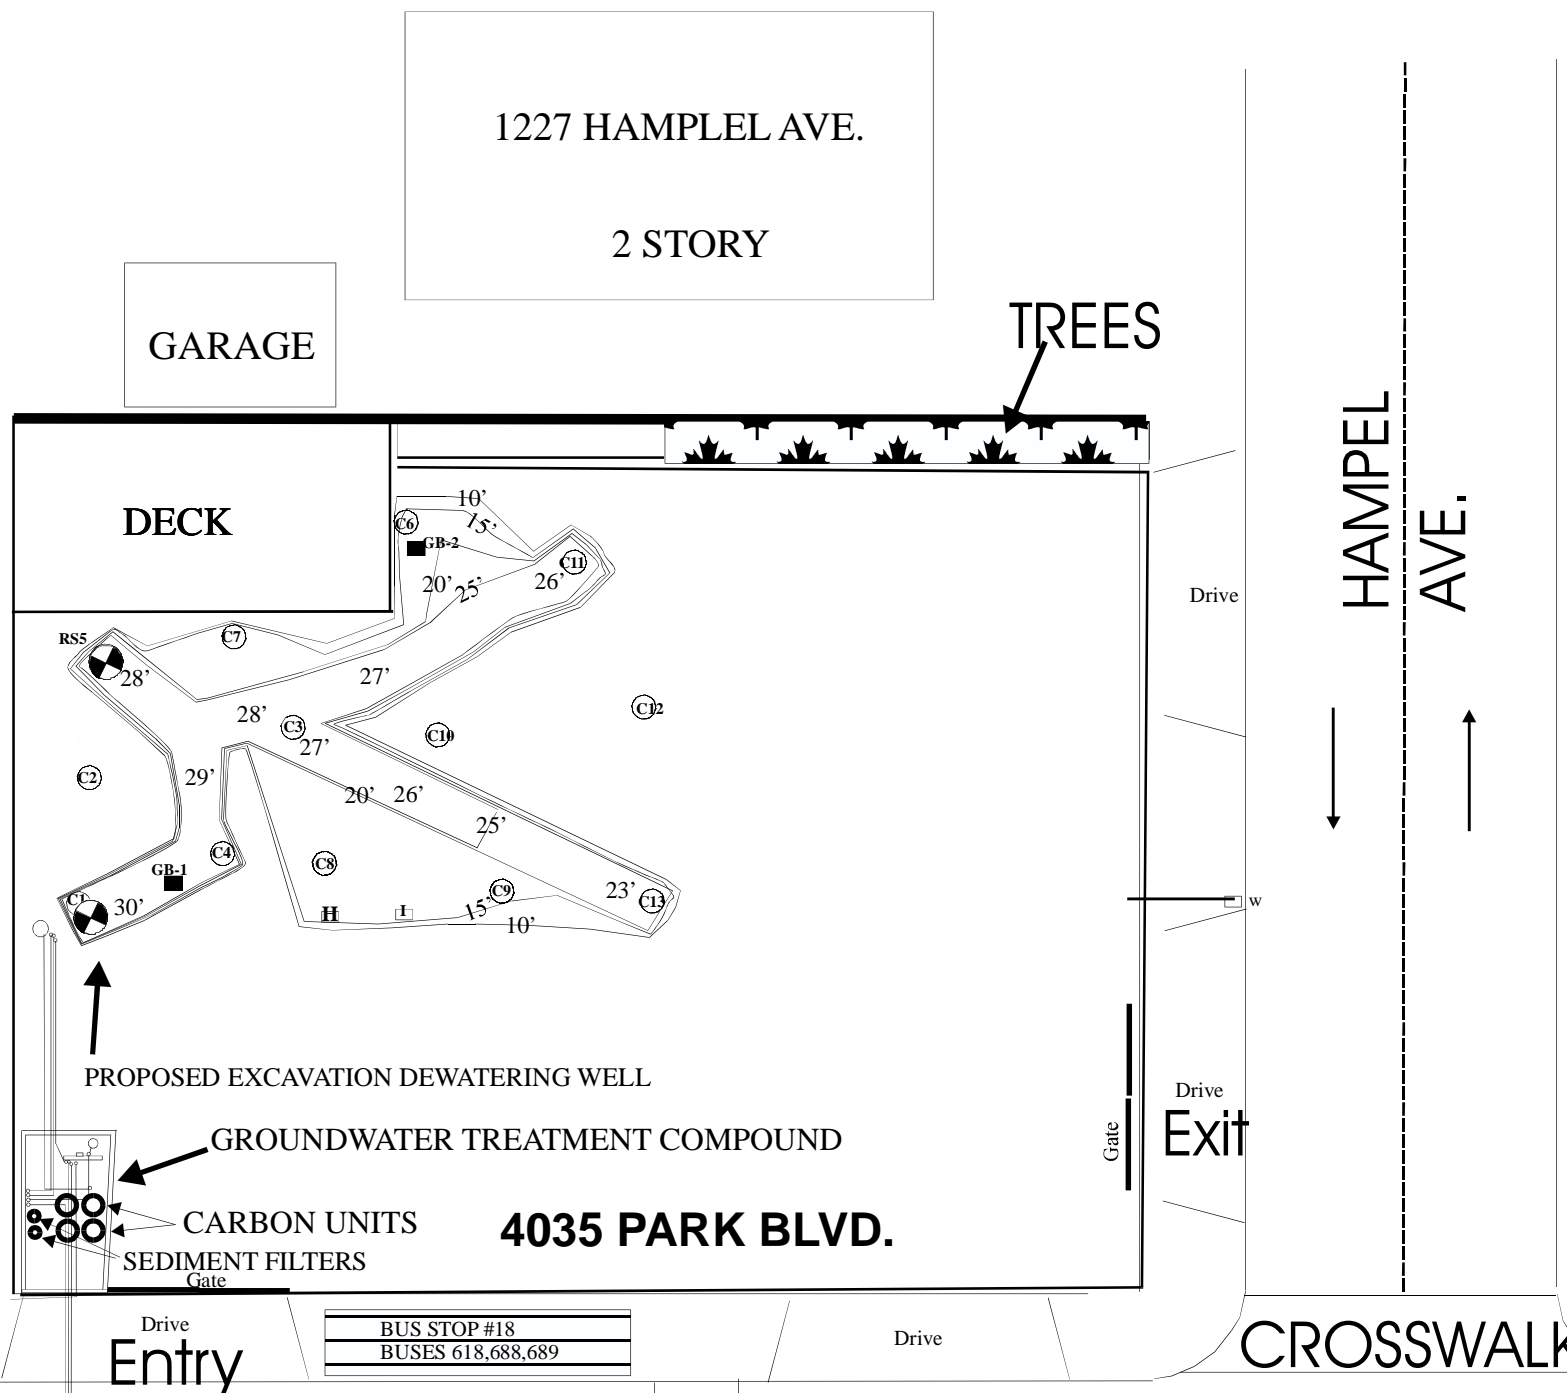 1227 HAMPLEL AVE.
2 STORY
GARAGE
TREES
HAMPEL
AVE.
DECK
10’
C6
15’
GB-2
C11
20’
25’
26’
Drive
RS5
C7
28’
27’
28’
C3
C12
C10
27’
C2
29’
20’
26’
25’
C4
C8
GB-1
C9
23’
C13
C1
30’
H
I
15’
10’
W
PROPOSED EXCAVATION DEWATERING WELL
Drive
Exit
Gate
GROUNDWATER TREATMENT COMPOUND
CARBON UNITS
4035 PARK BLVD.
SEDIMENT FILTERS
Gate
Drive
Entry
BUS STOP #18
BUSES 618,688,689
Drive
CROSSWALK